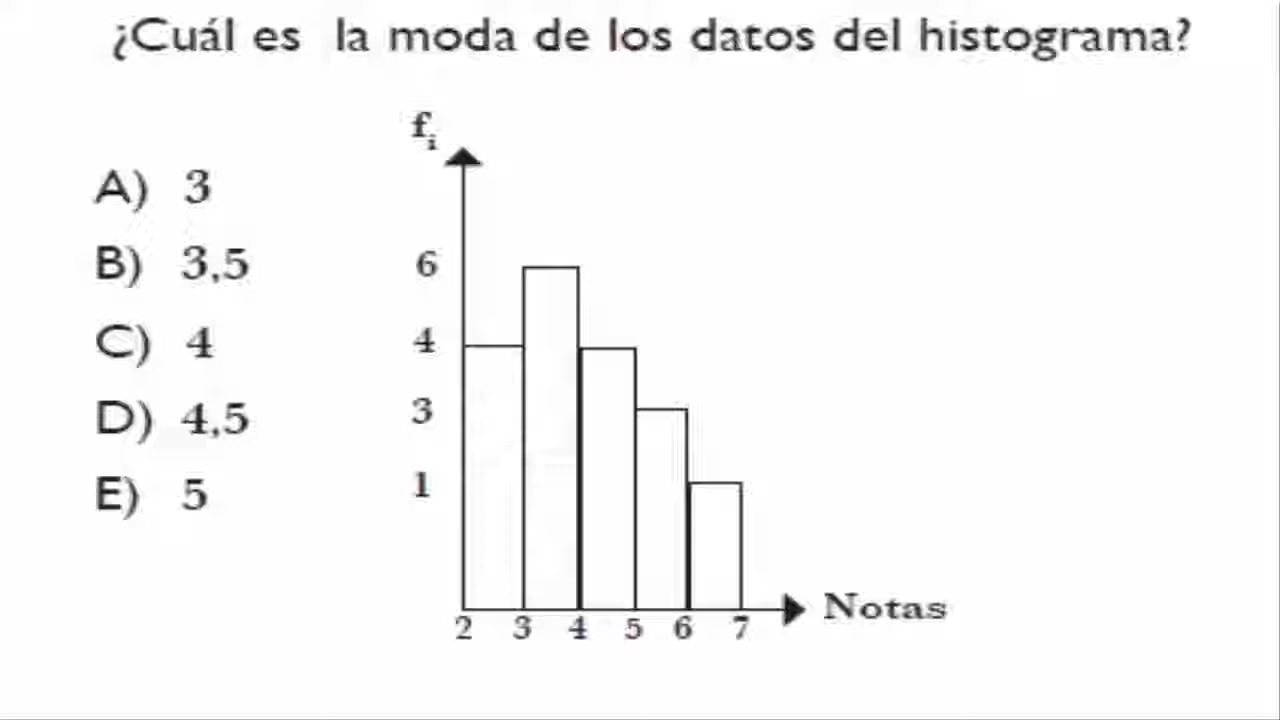 ¿Cuál es la moda de los datos del histograma?
A) 3
B) 3,5
C) 4
D) 4,5
E) 5
fi
6
4
3
1
2 3 4 5 6 7
Notas